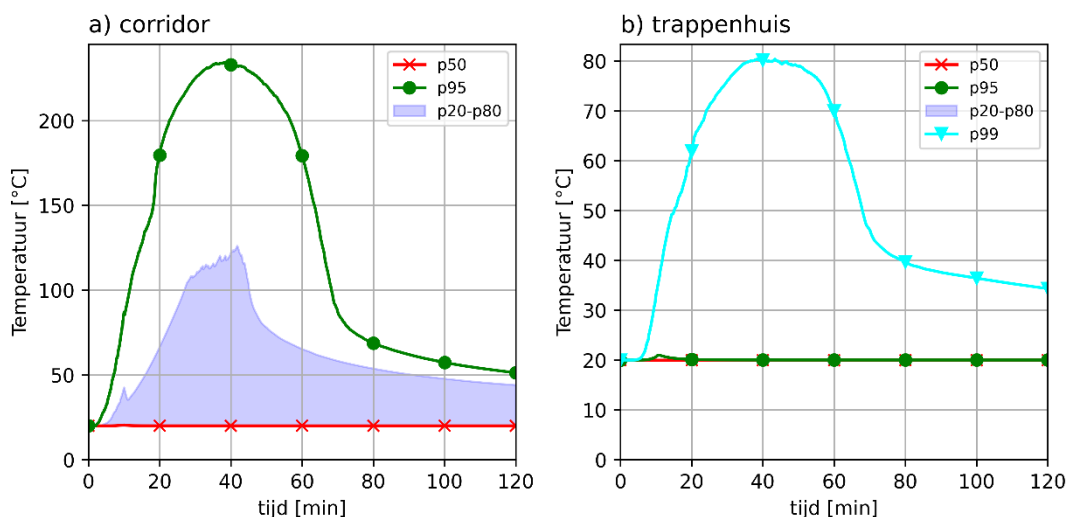 a) corridor
Temperatuur [°C]
200
150
100
50
0
0 20 40 60 80 100 120
tijd [min]
p50
p95
p20-p80
b) trappenhuis
Temperatuur [°C]
80
70
60
50
40
30
20
10
0
0 20 40 60 80 100 120
tijd [min]
p50
p95
p20-p80
p99